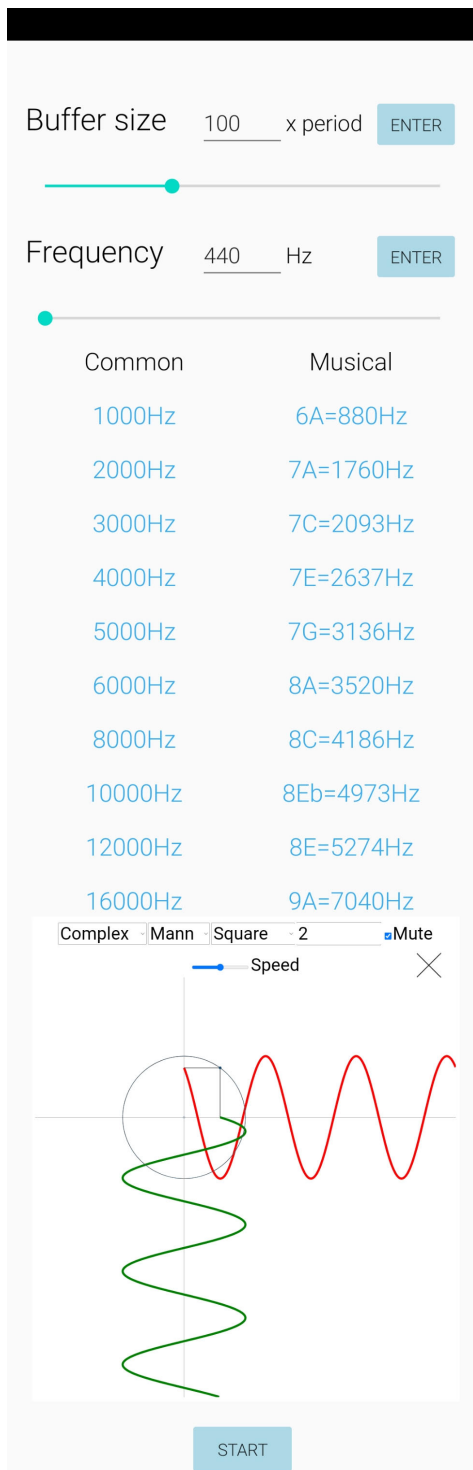 Buffer size 100 x period ENTER
Frequency 440 Hz ENTER
Common Musical
1000Hz 6A=880Hz
2000Hz 7A=1760Hz
3000Hz 7C=2093Hz
4000Hz 7E=2637Hz
5000Hz 7G=3136Hz
6000Hz 8A=3520Hz
8000Hz 8C=4186Hz
10000Hz 8Eb=4973Hz
12000Hz 8E=5274Hz
16000Hz 9A=7040Hz
Complex Mann Square 2 Mute
Speed
START